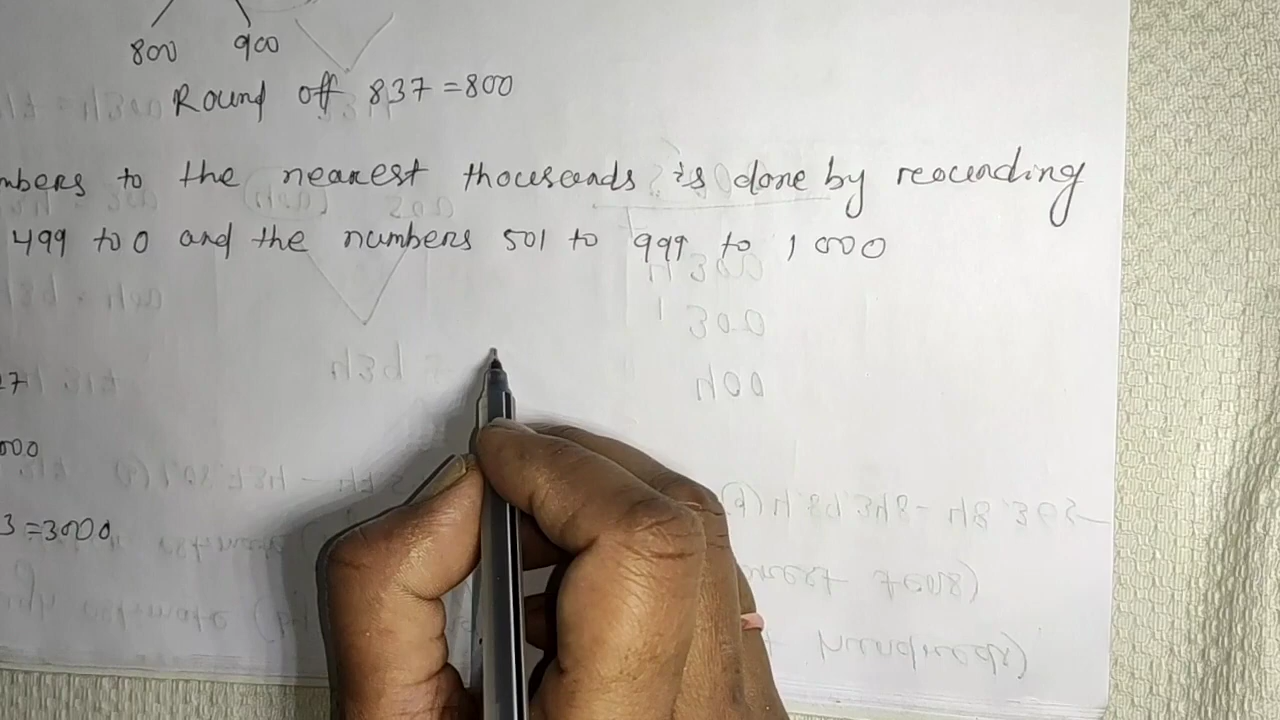 800 900
Round off 837 = 800
mbers to the nearest thousands is done by rounding
499 to 0 and the numbers 501 to 999 to 1000
27
000
3 = 3000